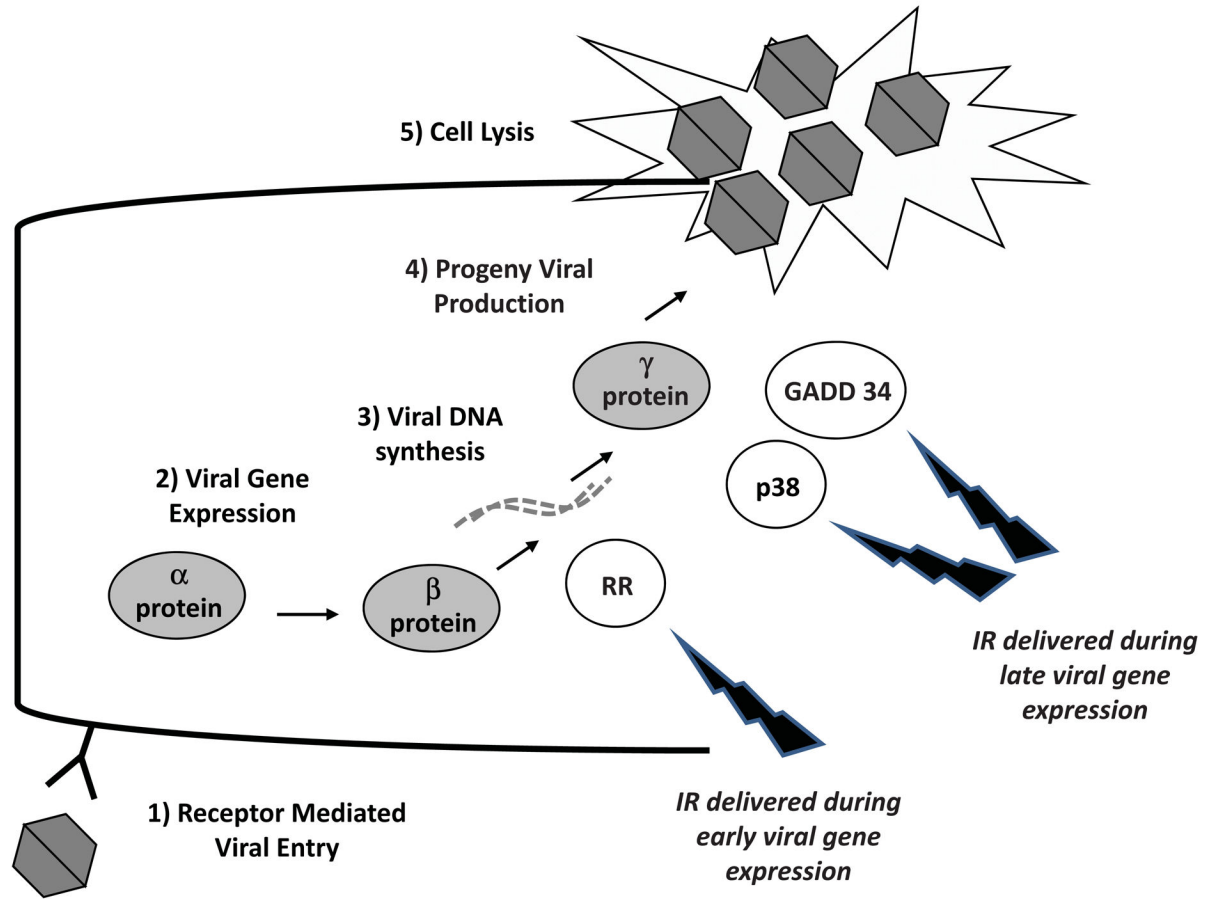 5) Cell Lysis
4) Progeny Viral
Production
γ
protein
GADD 34
3) Viral DNA
synthesis
p38
2) Viral Gene
Expression
α
protein
β
protein
RR
IR delivered during
late viral gene
expression
1) Receptor Mediated
Viral Entry
IR delivered during
early viral gene
expression